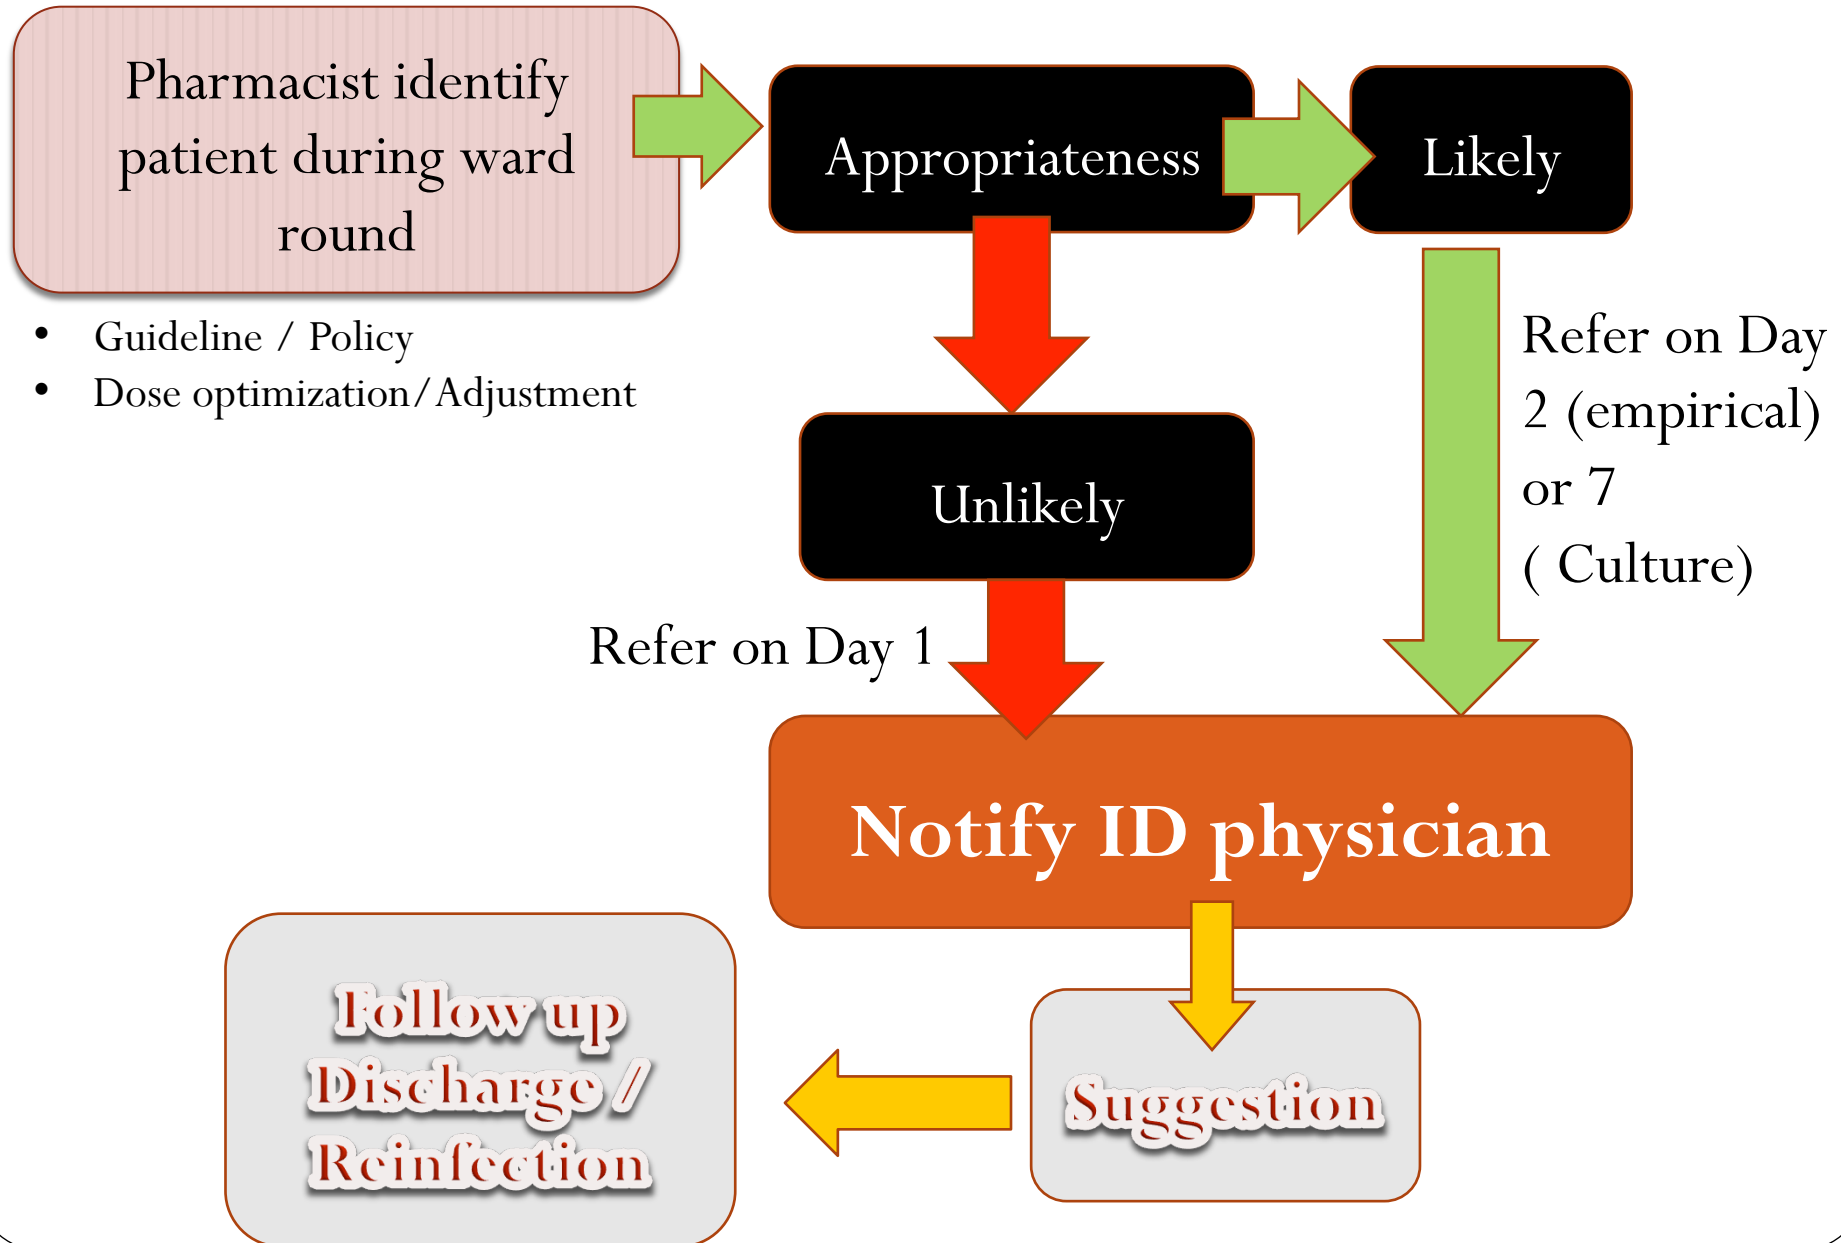 Pharmacist identify
patient during ward
round
Appropriateness
Likely
• Guideline / Policy
• Dose optimization/Adjustment
Refer on Day
2 (empirical)
or 7
( Culture)
Unlikely
Refer on Day 1
Notify ID physician
Suggestion
Follow up
Discharge /
Reinfection